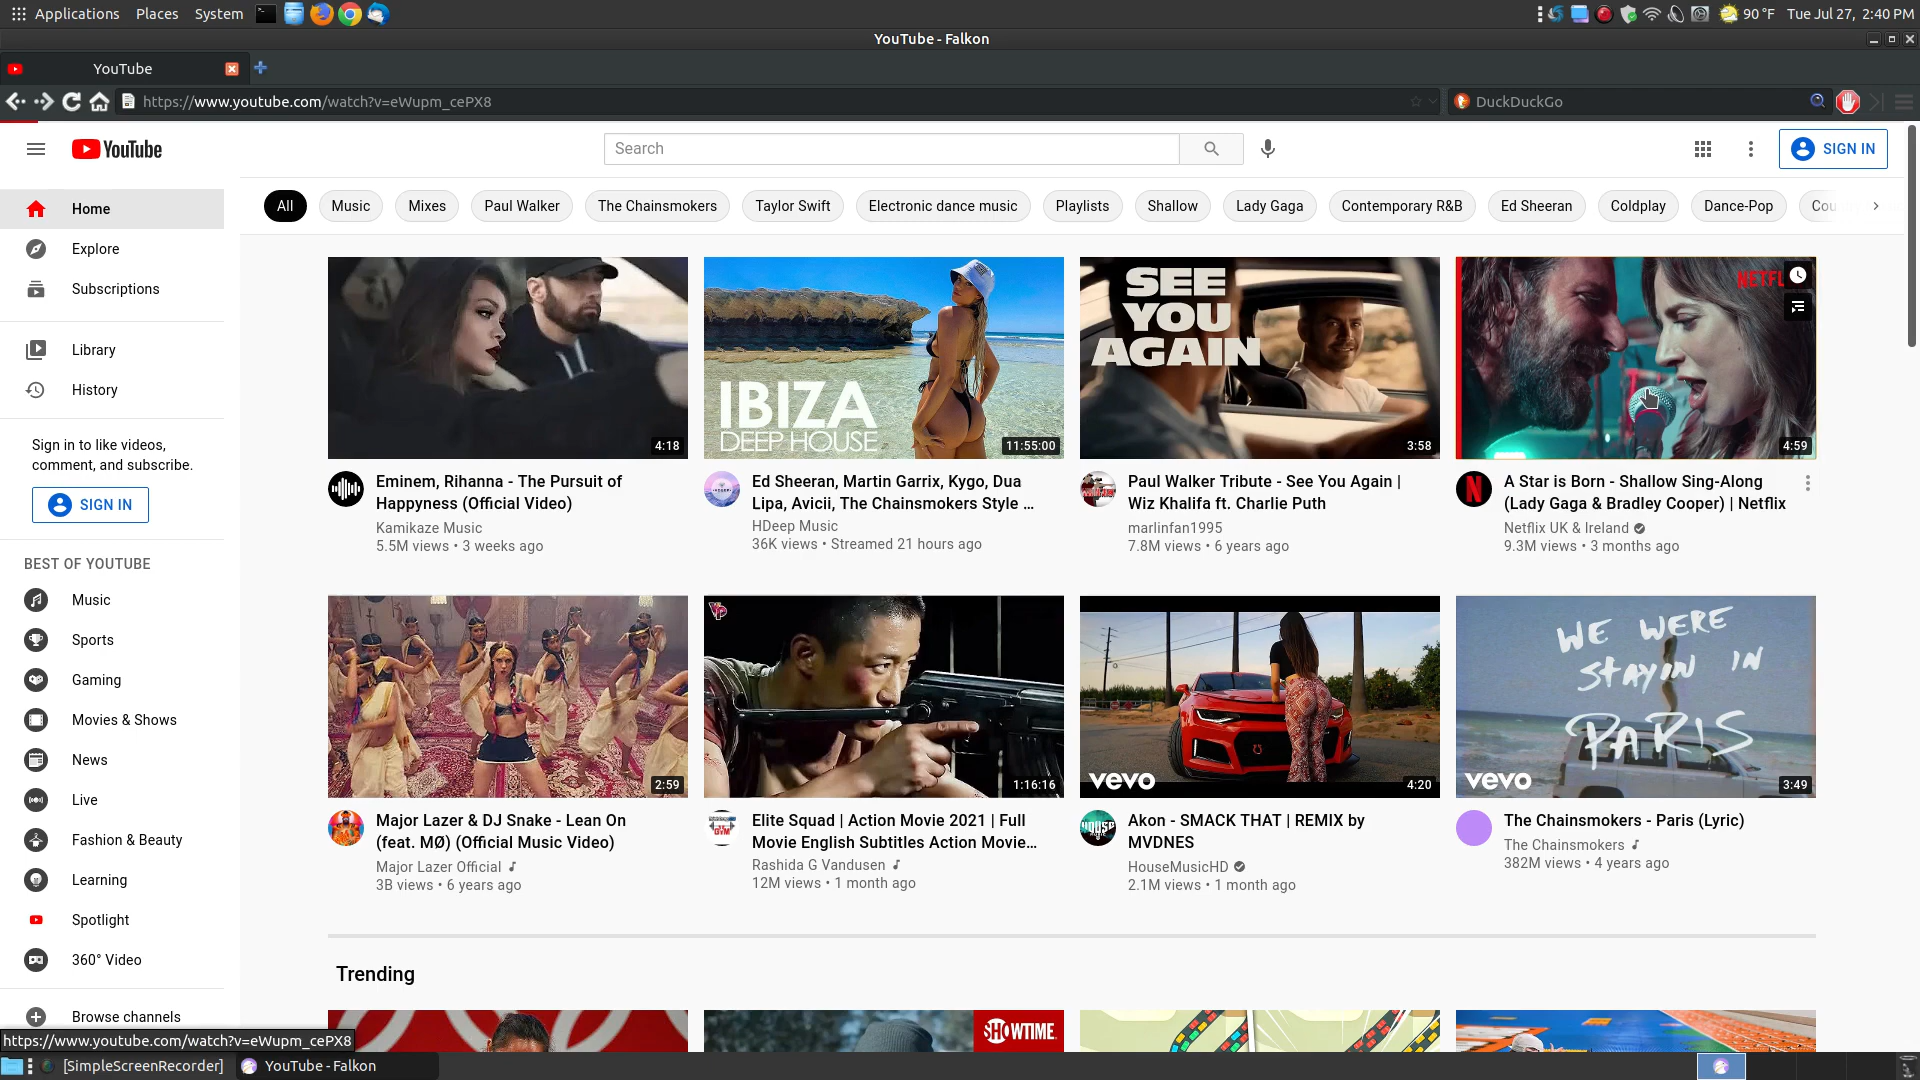 Applications Places System 90 °F Tue Jul 27, 2:40 PM
YouTube - Falkon
YouTube
https://www.youtube.com/watch?v=eWupm_cePX8 DuckDuckGo
YouTube Search SIGN IN
All Music Mixes Paul Walker The Chainsmokers Taylor Swift Electronic dance music Playlists Shallow Lady Gaga Contemporary R&B Ed Sheeran Coldplay Dance-Pop
Home
Explore
Subscriptions
Library
History
Sign in to like videos,
comment, and subscribe.
SIGN IN
BEST OF YOUTUBE
Music
Sports
Gaming
Movies & Shows
News
Live
Fashion & Beauty
Learning
Spotlight
360° Video
Browse channels
4:18
Eminem, Rihanna - The Pursuit of
Happyness (Official Video)
Kamikaze Music
5.5M views • 3 weeks ago
IBIZA
DEEP HOUSE
11:55:00
Ed Sheeran, Martin Garrix, Kygo, Dua
Lipa, Avicii, The Chainsmokers Style ...
HDeep Music
36K views • Streamed 21 hours ago
SEE
YOU
AGAIN
3:58
Paul Walker Tribute - See You Again |
Wiz Khalifa ft. Charlie Puth
marlinfan1995
7.8M views • 6 years ago
NETFL
4:59
A Star is Born - Shallow Sing-Along
(Lady Gaga & Bradley Cooper) | Netflix
Netflix UK & Ireland
9.3M views • 3 months ago
2:59
Major Lazer & DJ Snake - Lean On
(feat. MØ) (Official Music Video)
Major Lazer Official
3B views • 6 years ago
1:16:16
Elite Squad | Action Movie 2021 | Full
Movie English Subtitles Action Movie...
Rashida G Vandusen
12M views • 1 month ago
vevo
4:20
Akon - SMACK THAT | REMIX by
MVDNES
HouseMusicHD
2.1M views • 1 month ago
WE WERE
STAYIN IN
PARIS
vevo
3:49
The Chainsmokers - Paris (Lyric)
The Chainsmokers
382M views • 4 years ago
Trending
SHOWTIME
https://www.youtube.com/watch?v=eWupm_cePX8
[SimpleScreenRecorder] YouTube - Falkon